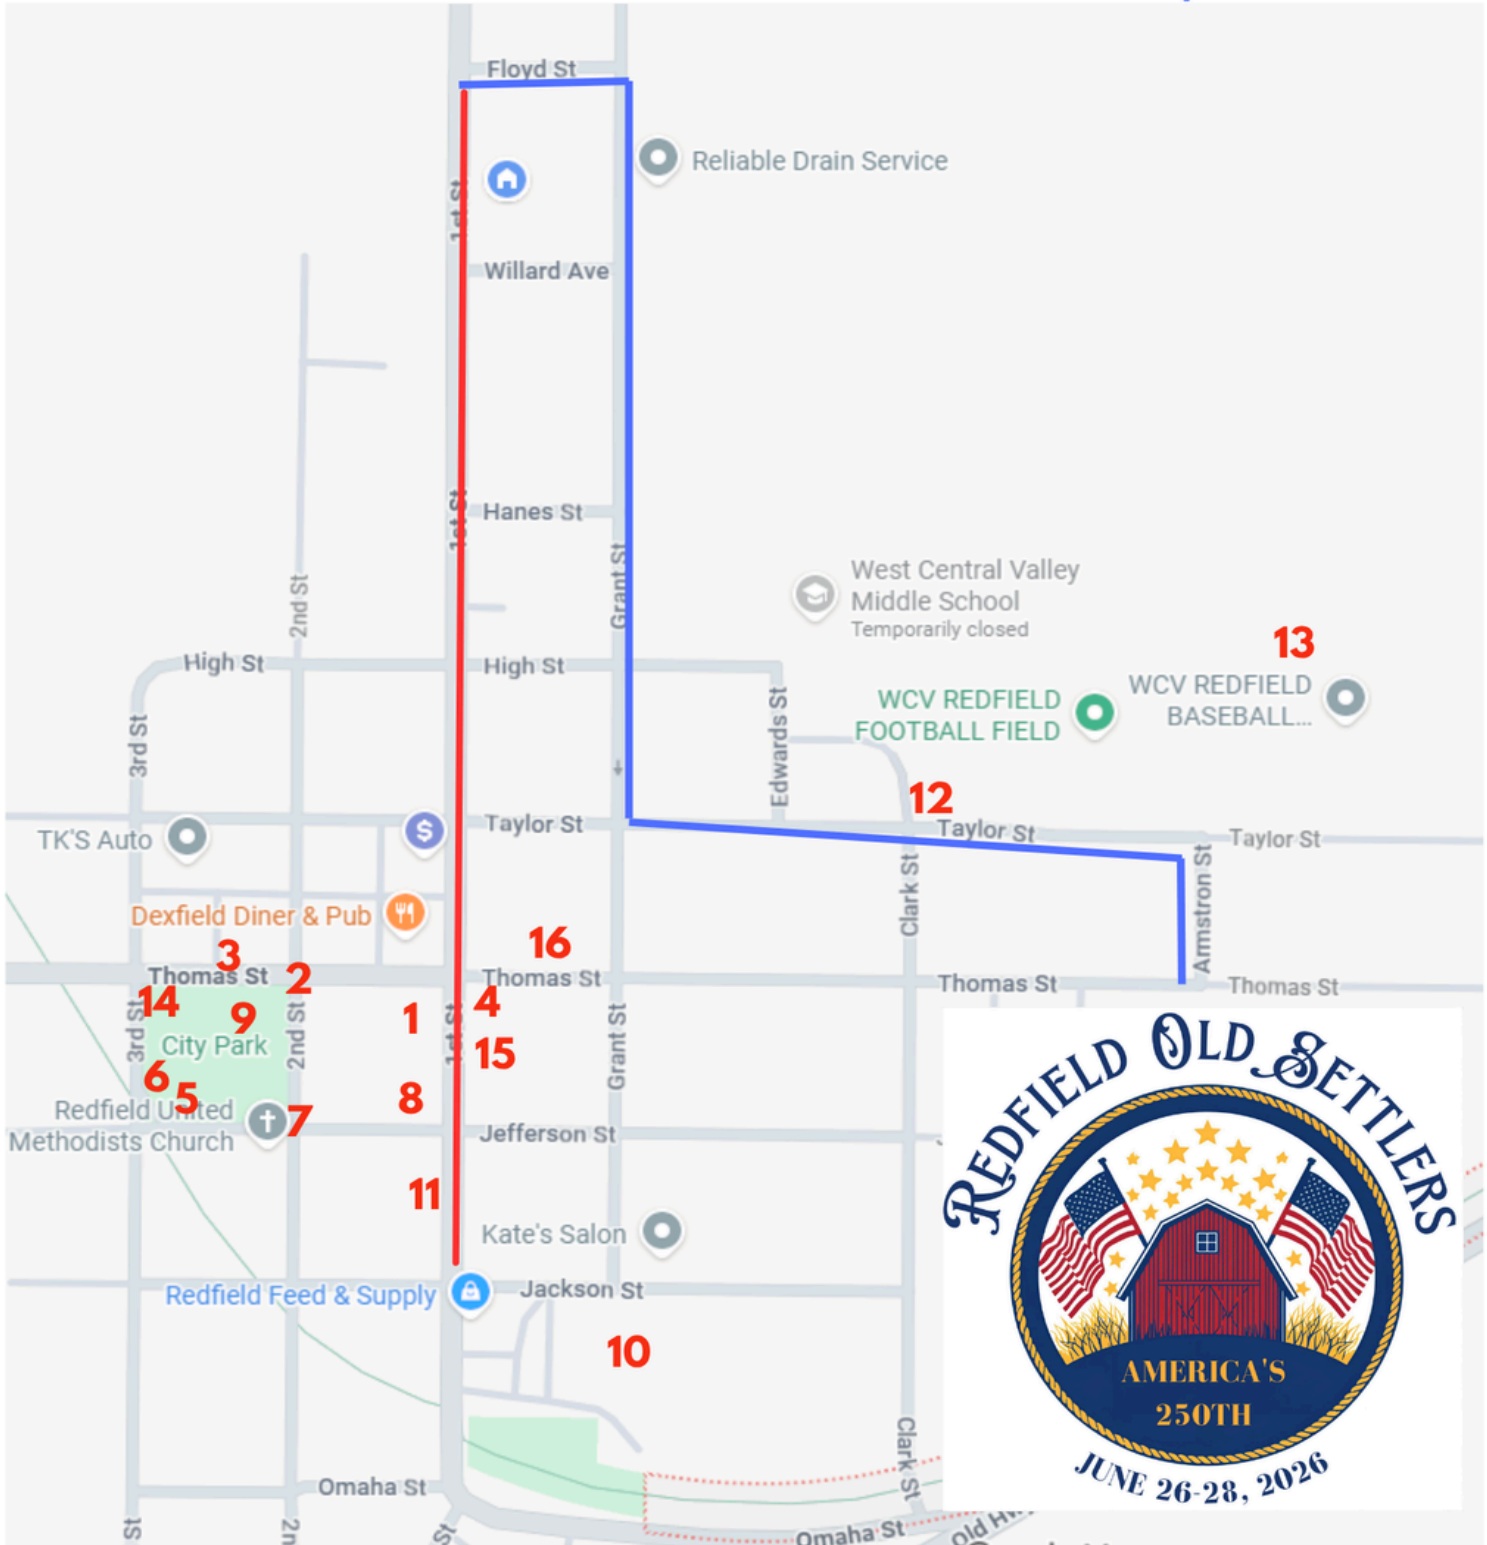 Floyd St
1st St
Reliable Drain Service
Willard Ave
1st St
Hanes St
Grant St
2nd St
West Central Valley
Middle School
Temporarily closed
13
High St
High St
WCV REDFIELD
FOOTBALL FIELD
WCV REDFIELD
BASEBALL...
3rd St
Edwards St
12
TK'S Auto
$
Taylor St
Taylor St
Taylor St
Clark St
Armstron St
Dexfield Diner & Pub
3
16
Thomas St
2
Thomas St
Thomas St
Thomas St
14
9
1
4
3rd St
City Park
2nd St
1st St
15
Grant St
6
5
8
Redfield United
Methodists Church
7
Jefferson St
11
Kate's Salon
Redfield Feed & Supply
Jackson St
10
Clark St
Omaha St
Omaha St
St
2n
St
Old Hw
REDFIELD OLD SETTLERS
AMERICA'S
250TH
JUNE 26-28, 2026